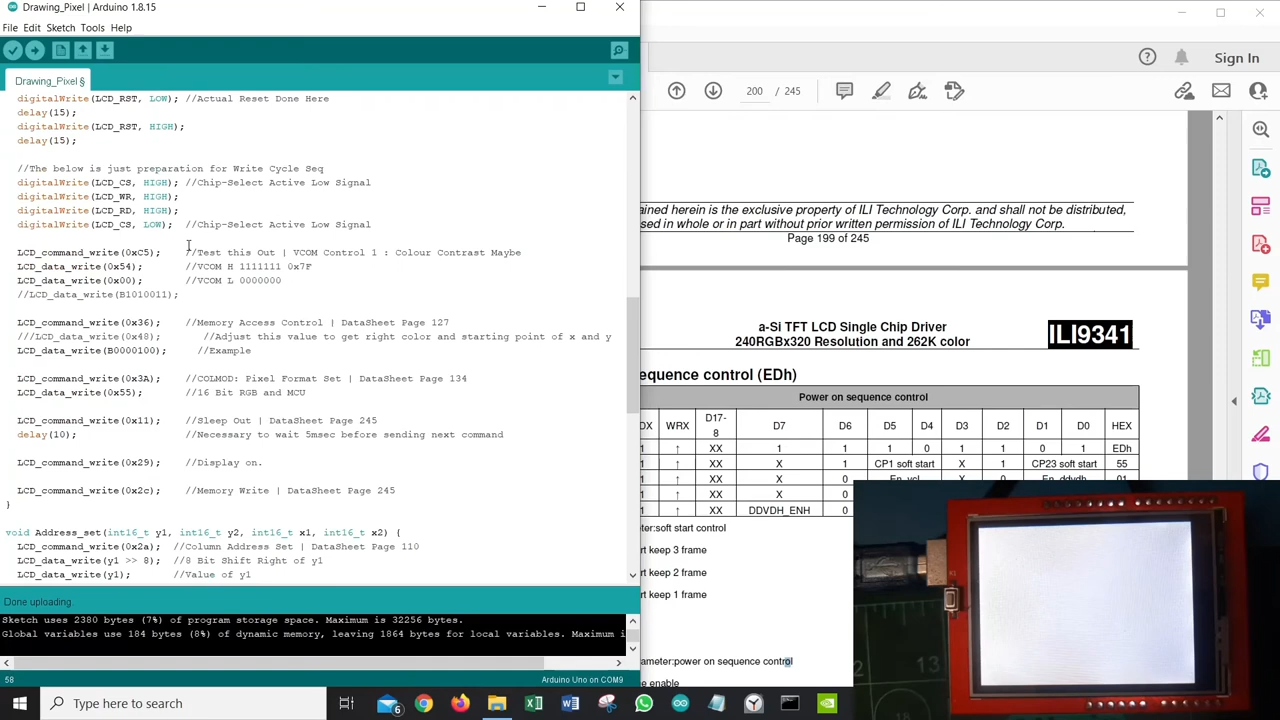 Drawing_Pixel | Arduino 1.8.15
File Edit Sketch Tools Help
Drawing_Pixel §
digitalWrite(LCD_RST, LOW); //Actual Reset Done Here
delay(15);
digitalWrite(LCD_RST, HIGH);
delay(15);
//The below is just preparation for Write Cycle Seq
digitalWrite(LCD_CS, HIGH); //Chip-Select Active Low Signal
digitalWrite(LCD_WR, HIGH);
digitalWrite(LCD_RD, HIGH);
digitalWrite(LCD_CS, LOW); //Chip-Select Active Low Signal
LCD_command_write(0xC5); //Test this Out | VCOM Control 1 : Colour Contrast Maybe
LCD_data_write(0x54); //VCOM H 1111111 0x7F
LCD_data_write(0x00); //VCOM L 0000000
//LCD_data_write(B1010011);
LCD_command_write(0x36); //Memory Access Control | DataSheet Page 127
///LCD_data_write(0x48); //Adjust this value to get right color and starting point of x and y
LCD_data_write(B0000100); //Example
LCD_command_write(0x3A); //COLMOD: Pixel Format Set | DataSheet Page 134
LCD_data_write(0x55); //16 Bit RGB and MCU
LCD_command_write(0x11); //Sleep Out | DataSheet Page 245
delay(10); //Necessary to wait 5msec before sending next command
LCD_command_write(0x29); //Display on.
LCD_command_write(0x2c); //Memory Write | DataSheet Page 245
}
void Address_set(int16_t y1, int16_t y2, int16_t x1, int16_t x2) {
LCD_command_write(0x2a); //Column Address Set | DataSheet Page 110
LCD_data_write(y1 >> 8); //8 Bit Shift Right of y1
LCD_data_write(y1); //Value of y1
Done uploading.
Sketch uses 2380 bytes (7%) of program storage space. Maximum is 32256 bytes.
Global variables use 184 bytes (8%) of dynamic memory, leaving 1864 bytes for local variables. Maximum i
58 Arduino Uno on COM9
Sign In
200 / 245
ained herein is the exclusive property of ILI Technology Corp. and shall not be distributed,
sed in whole or in part without prior written permission of ILI Technology Corp.
Page 199 of 245
a-Si TFT LCD Single Chip Driver
240RGBx320 Resolution and 262K color
ILI9341
equence control (EDh)
Power on sequence control
DX WRX D17-8 D7 D6 D5 D4 D3 D2 D1 D0 HEX
1 ↑ XX 1 1 1 0 1 1 0 1 EDh
1 ↑ XX X 1 CP1 soft start X 1 CP23 soft start 55
1 ↑ XX X 0 En_vcl X 0 En_ddvdh 01
1 ↑ XX X 0
1 ↑ XX DDVDH_ENH 0
meter:soft start control
rt keep 3 frame
rt keep 2 frame
rt keep 1 frame
ameter:power on sequence control
e enable
13
Type here to search
6